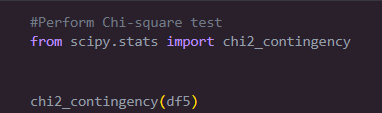 #Perform Chi-square test
from scipy.stats import chi2_contingency
chi2_contingency(df5)